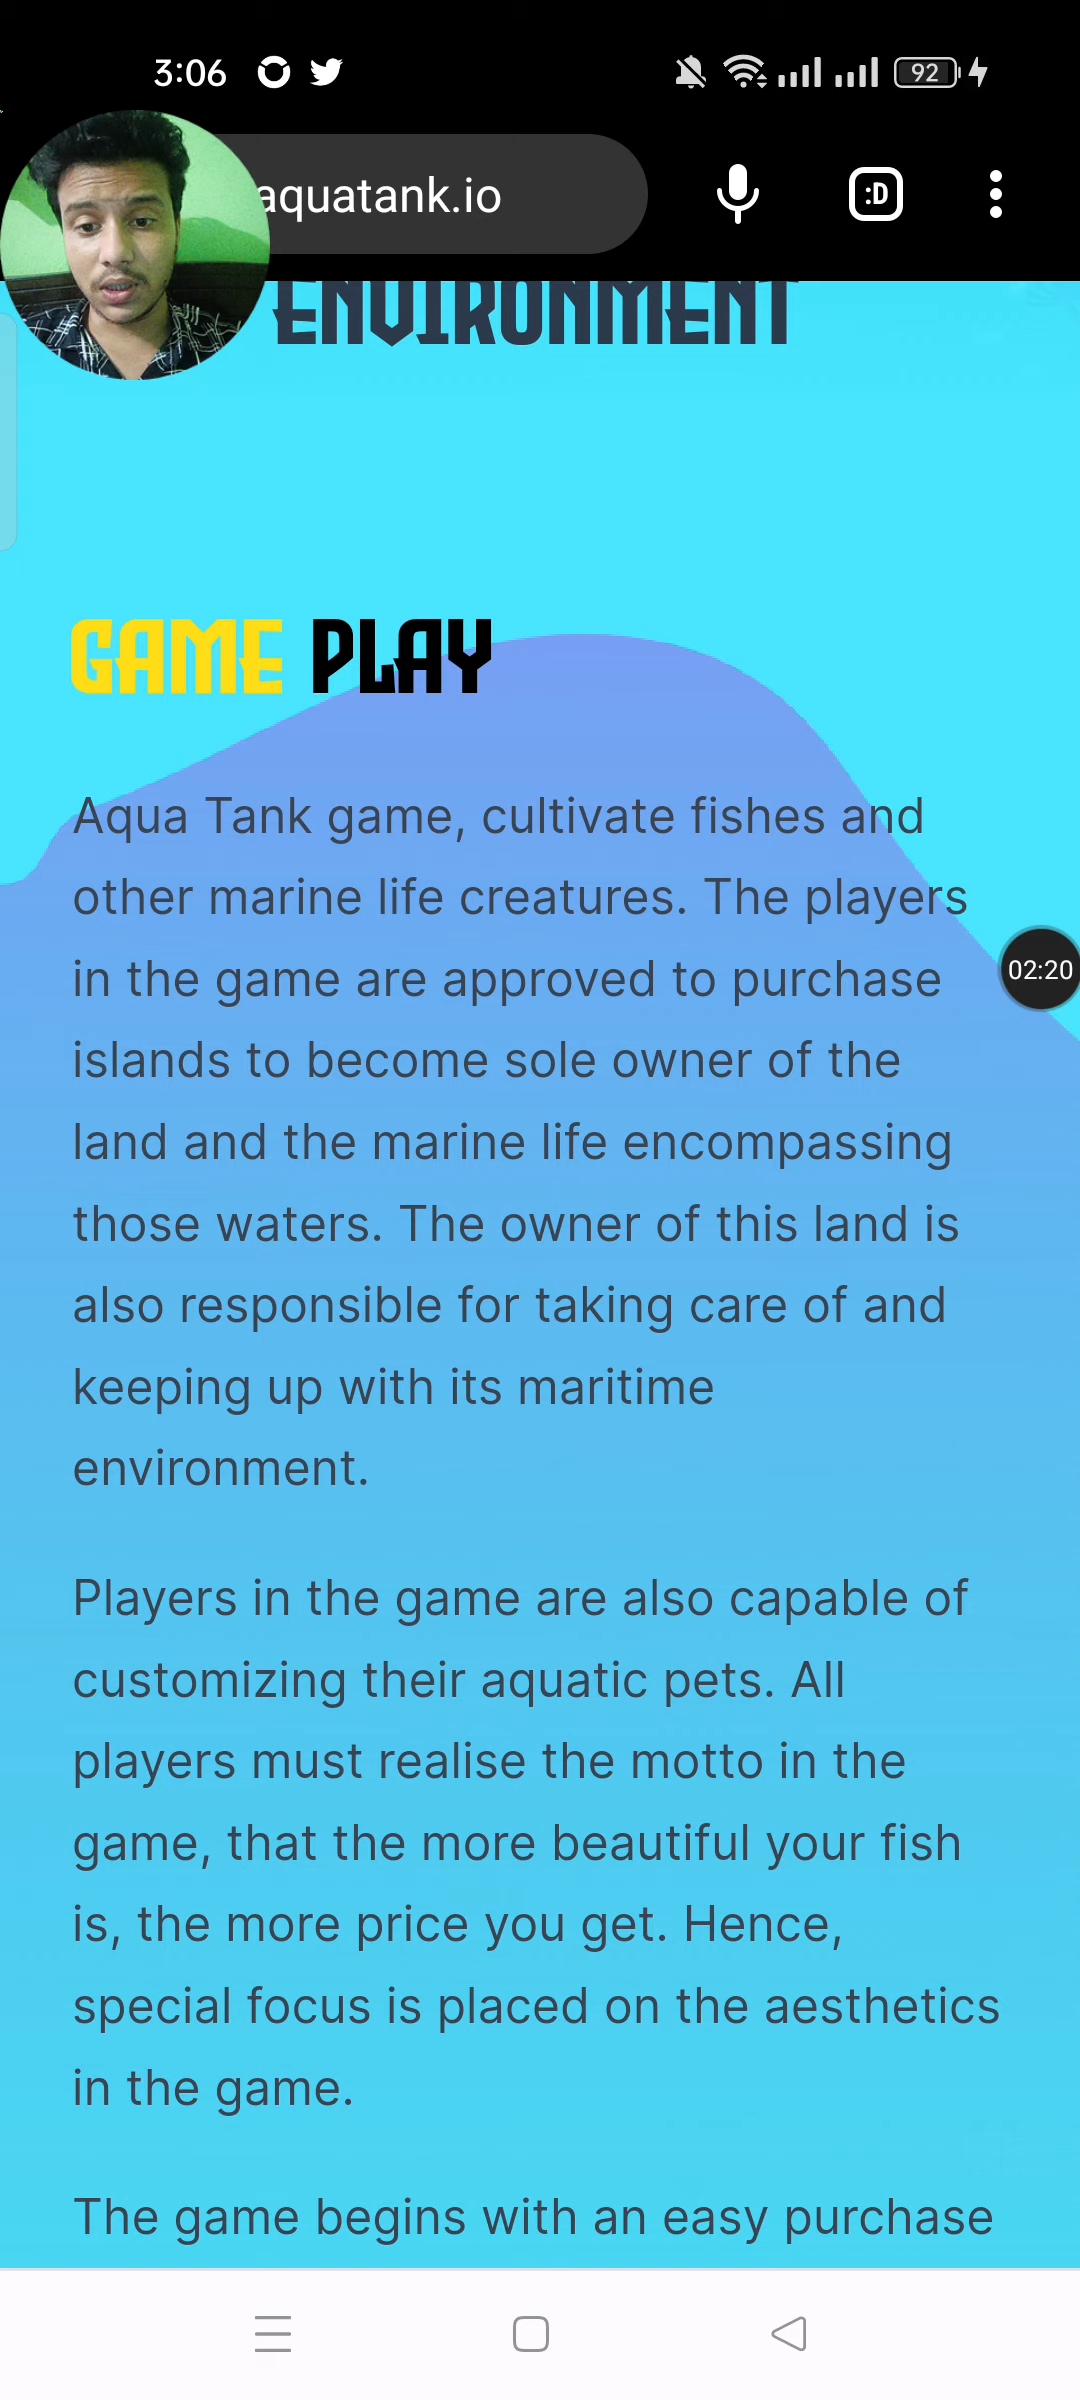 3:06
92
aquatank.io
:D
ENVIRONMENT
GAME PLAY
Aqua Tank game, cultivate fishes and
other marine life creatures. The players
in the game are approved to purchase
02:20
islands to become sole owner of the
land and the marine life encompassing
those waters. The owner of this land is
also responsible for taking care of and
keeping up with its maritime
environment.
Players in the game are also capable of
customizing their aquatic pets. All
players must realise the motto in the
game, that the more beautiful your fish
is, the more price you get. Hence,
special focus is placed on the aesthetics
in the game.
The game begins with an easy purchase